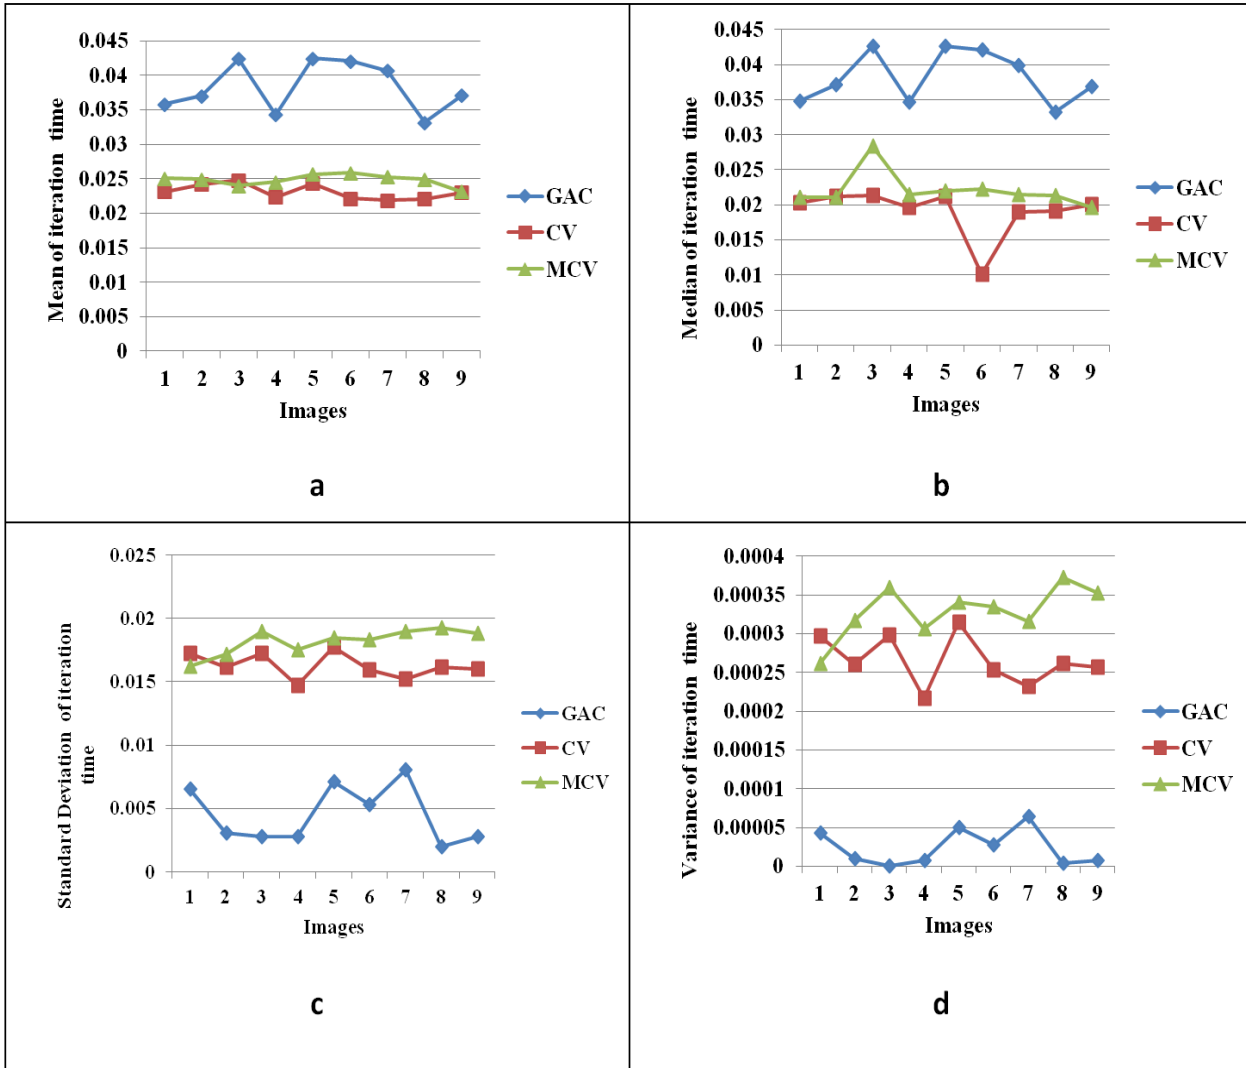 Mean of iteration time
0.045
0.04
0.035
0.03
0.025
0.02
0.015
0.01
0.005
0
1 2 3 4 5 6 7 8 9
Images
GAC
CV
MCV
a
Median of iteration time
0.045
0.04
0.035
0.03
0.025
0.02
0.015
0.01
0.005
0
1 2 3 4 5 6 7 8 9
Images
GAC
CV
MCV
b
Standard Deviation of iteration
time
0.025
0.02
0.015
0.01
0.005
0
1 2 3 4 5 6 7 8 9
Images
GAC
CV
MCV
c
Variance of iteration time
0.0004
0.00035
0.0003
0.00025
0.0002
0.00015
0.0001
0.00005
0
1 2 3 4 5 6 7 8 9
Images
GAC
CV
MCV
d